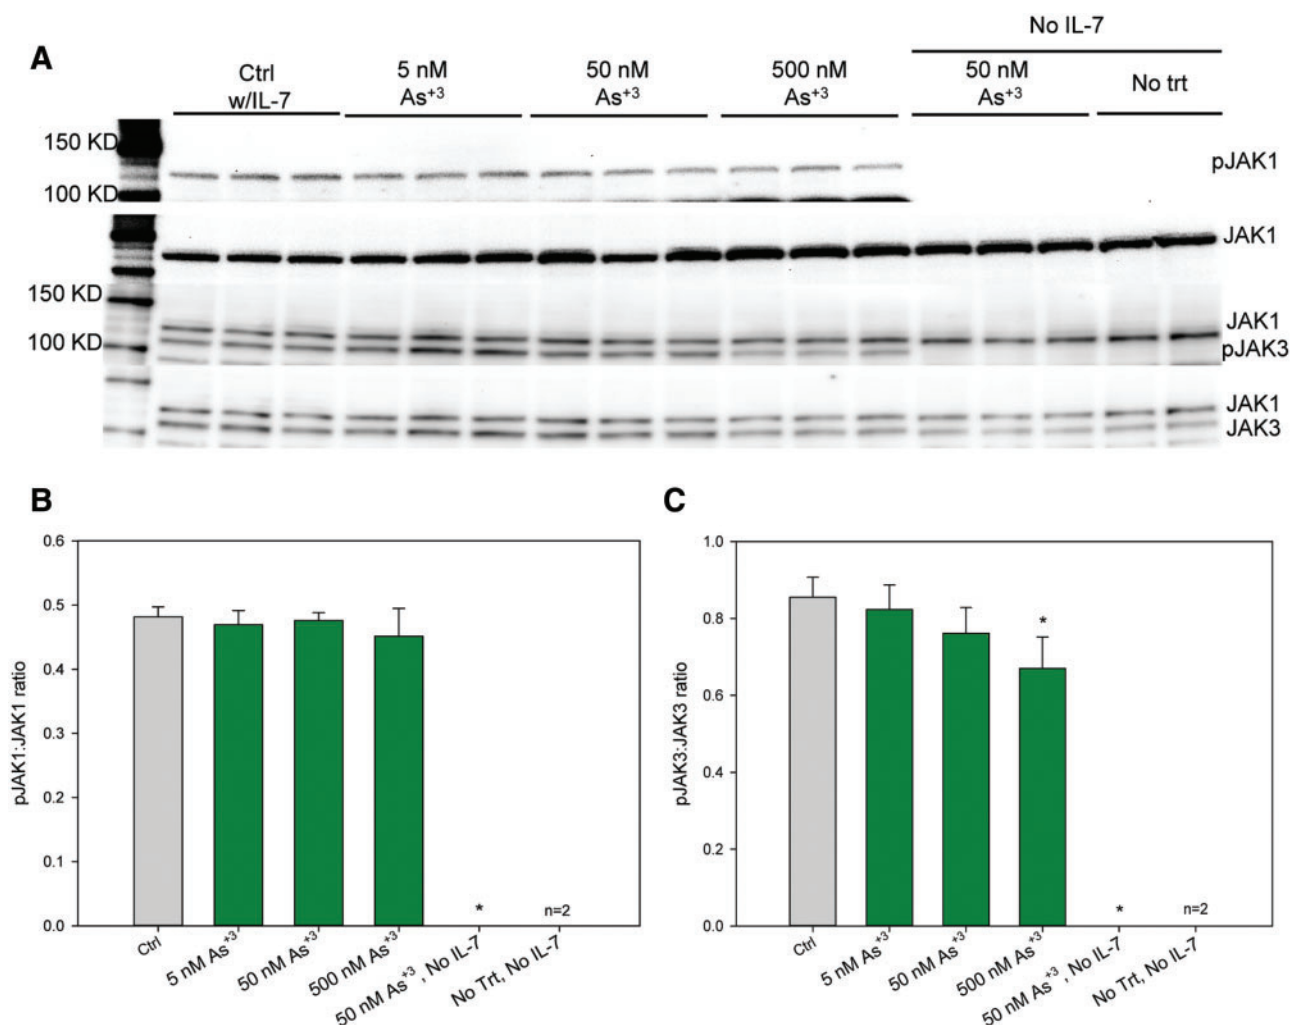 A
No IL-7
Ctrl
w/IL-7
5 nM
As+3
50 nM
As+3
500 nM
As+3
50 nM
As+3
No trt
150 KD
100 KD
pJAK1
JAK1
150 KD
100 KD
JAK1
pJAK3
JAK1
JAK3
B
pJAK1:JAK1 ratio
0.6
0.5
0.4
0.3
0.2
0.1
0.0
*
n=2
Ctrl
5 nM As+3
50 nM As+3
500 nM As+3
50 nM As+3, No IL-7
No Trt, No IL-7
C
pJAK3:JAK3 ratio
1.0
0.8
0.6
0.4
0.2
0.0
*
*
n=2
Ctrl
5 nM As+3
50 nM As+3
500 nM As+3
50 nM As+3, No IL-7
No Trt, No IL-7